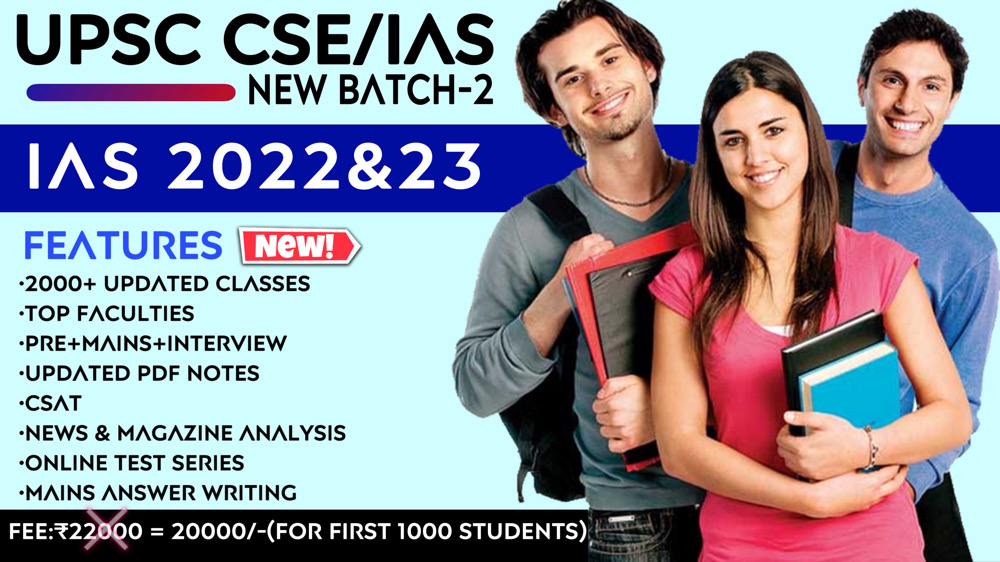 UPSC CSE/IAS
NEW BATCH-2
IAS 2022&23
FEATURES New!
•2000+ UPDATED CLASSES
•TOP FACULTIES
•PRE+MAINS+INTERVIEW
•UPDATED PDF NOTES
•CSAT
•NEWS & MAGAZINE ANALYSIS
•ONLINE TEST SERIES
•MAINS ANSWER WRITING
FEE:₹22000 = 20000/-(FOR FIRST 1000 STUDENTS)